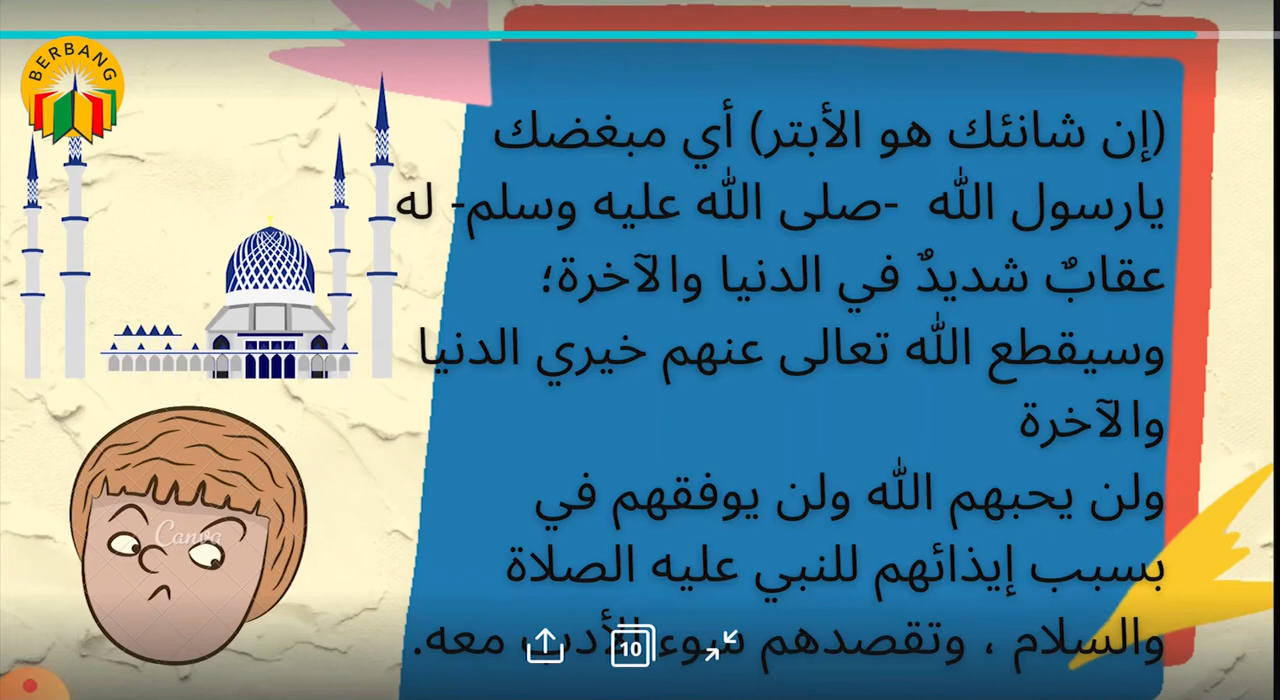 BERBANG
(إن شانئك هو الأبتر) أي مبغضك
يارسول الله -صلى الله عليه وسلم- له
عقابٌ شديدٌ في الدنيا والآخرة؛
وسيقطع الله تعالى عنهم خيري الدنيا
والآخرة
ولن يحبهم الله ولن يوفقهم في
بسبب إيذائهم للنبي عليه الصلاة
والسلام ، وتقصدهم سوء الأدب معه.
Canva
10